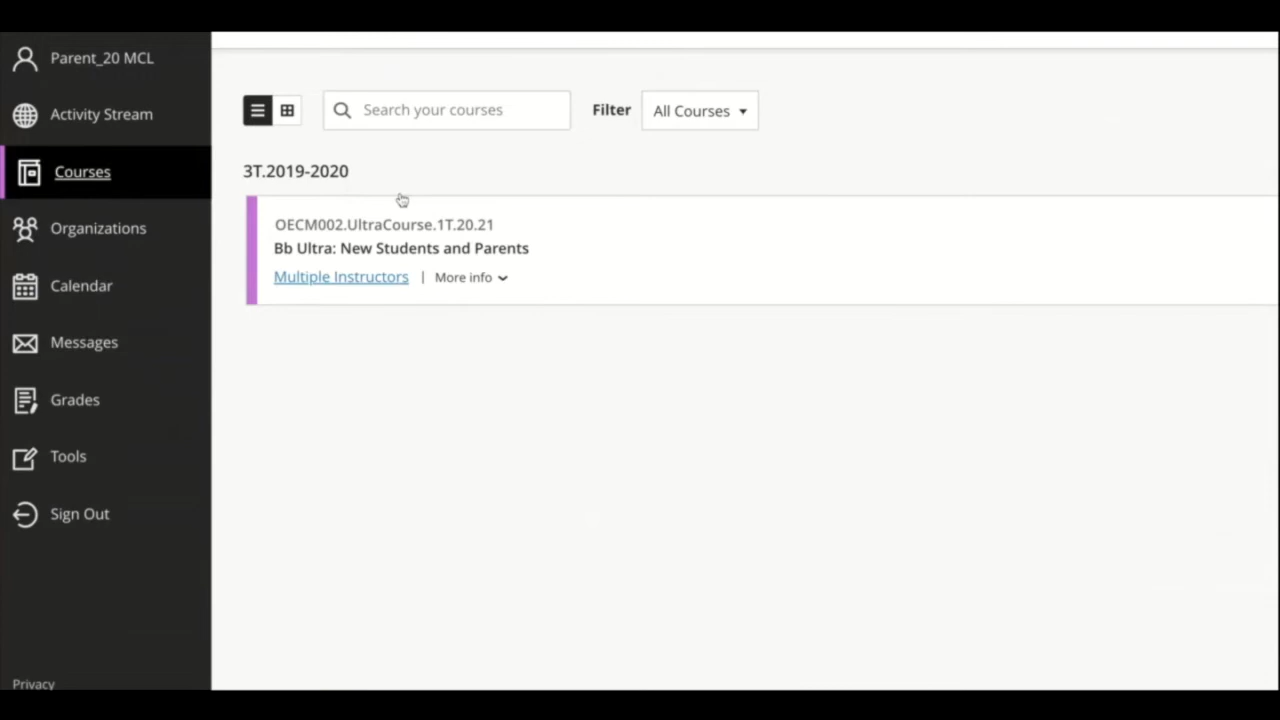 Parent_20 MCL
Activity Stream
Courses
Organizations
Calendar
Messages
Grades
Tools
Sign Out
Privacy
Search your courses
Filter
All Courses
3T.2019-2020
OECM002.UltraCourse.1T.20.21
Bb Ultra: New Students and Parents
Multiple Instructors | More info